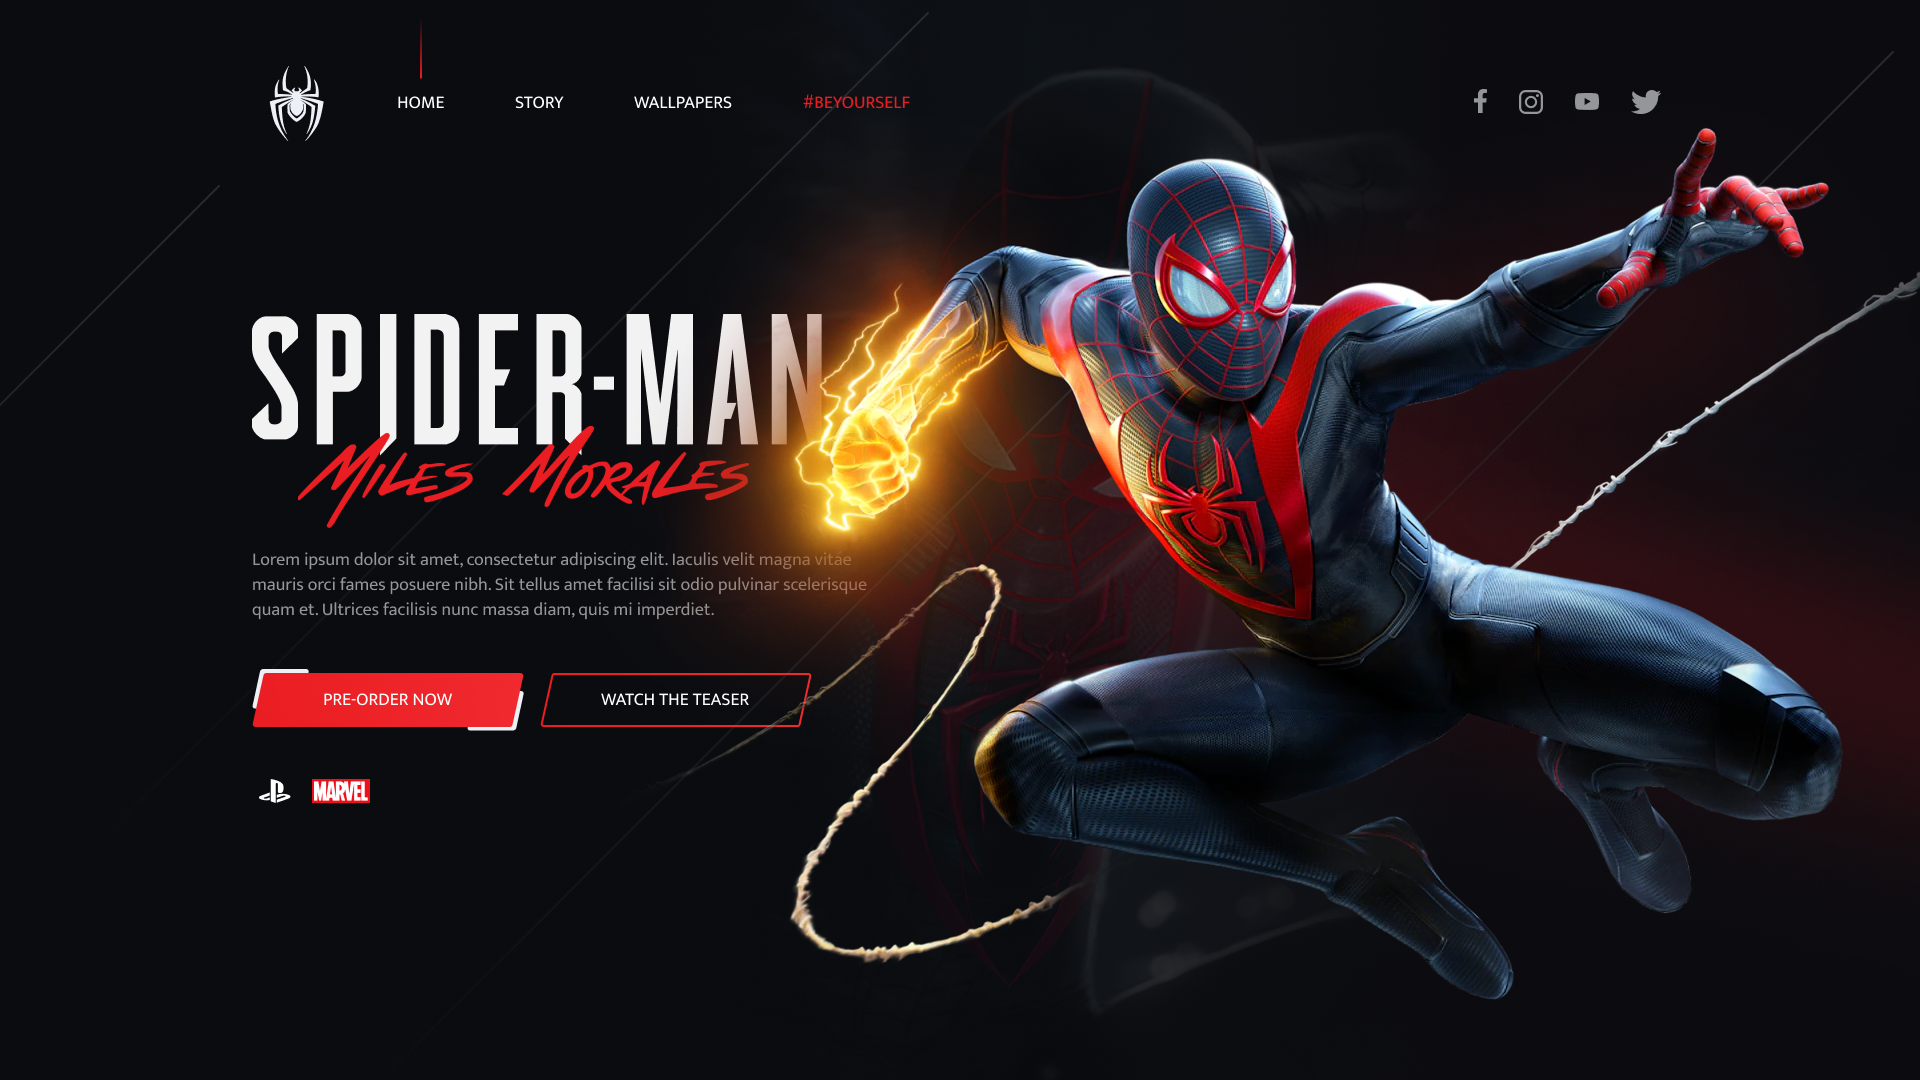 HOME
STORY
WALLPAPERS
#BEYOURSELF
SPIDER-MAN
MILES MORALES
Lorem ipsum dolor sit amet, consectetur adipiscing elit. Iaculis velit magna vitae
mauris orci fames posuere nibh. Sit tellus amet facilisi sit odio pulvinar scelerisque
quam et. Ultrices facilisis nunc massa diam, quis mi imperdiet.
PRE-ORDER NOW
WATCH THE TEASER
MARVEL